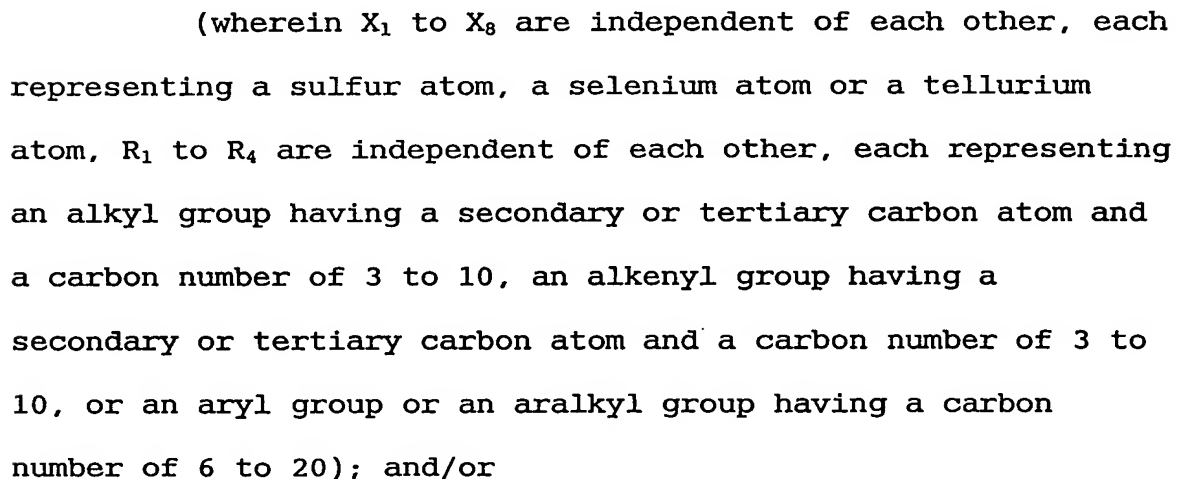 (wherein X₁ to X₈ are independent of each other, each
representing a sulfur atom, a selenium atom or a tellurium
atom, R₁ to R₄ are independent of each other, each representing
an alkyl group having a secondary or tertiary carbon atom and
a carbon number of 3 to 10, an alkenyl group having a
secondary or tertiary carbon atom and a carbon number of 3 to
10, or an aryl group or an aralkyl group having a carbon
number of 6 to 20); and/or